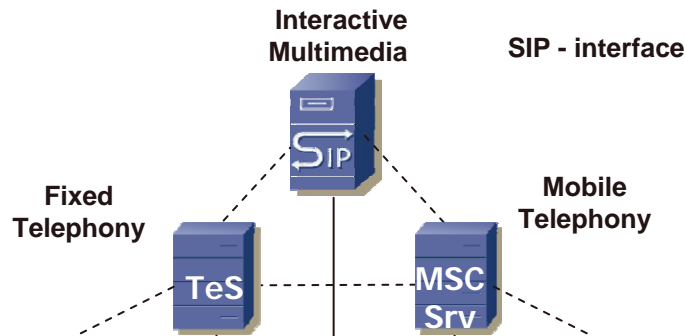 Interactive
Multimedia
SIP - interface
SIP
Fixed
Telephony
Mobile
Telephony
TeS
MSC
Srv